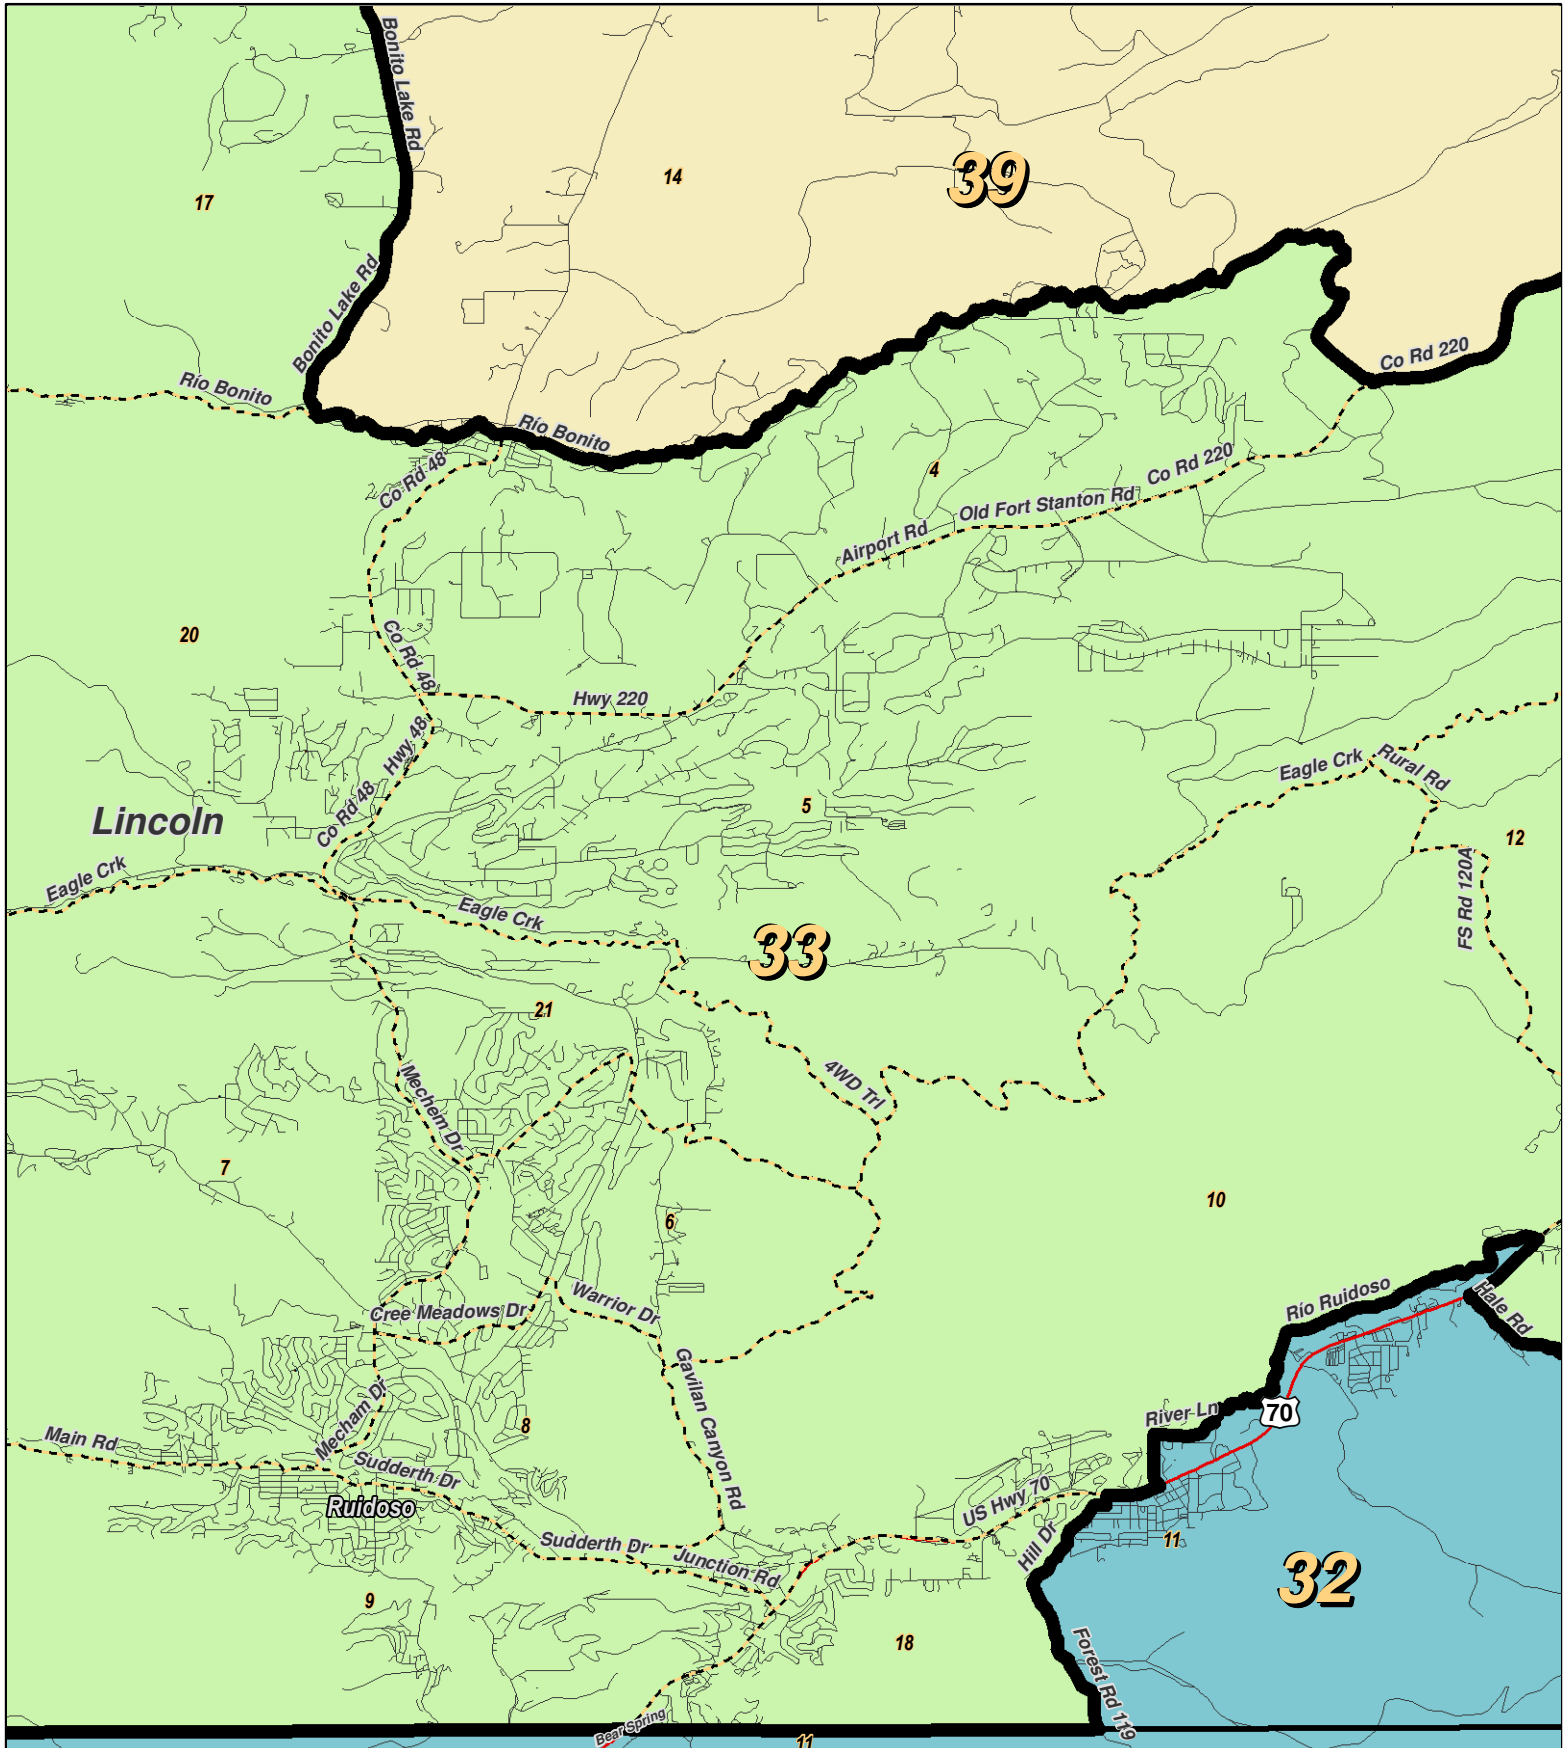 Bonito Lake Rd
39
14
17
Bonito Lake Rd
Co Rd 220
Río Bonito
Río Bonito
Co Rd 48
4
Co Rd 220
Old Fort Stanton Rd
Airport Rd
20
Co Rd 48
Hwy 220
Hwy 48
Eagle Crk
Rural Rd
Co Rd 48
5
Lincoln
12
Eagle Crk
FS Rd 120A
Eagle Crk
33
21
4WD Trl
Mechem Dr
7
10
6
Río Ruidoso
Hale Rd
Warrior Dr
Cree Meadows Dr
Gavilan Canyon Rd
River Ln
70
Mecham Dr
8
Main Rd
Sudderth Dr
US Hwy 70
Ruidoso
Hill Dr
11
Sudderth Dr
Junction Rd
32
9
18
Forest Rd 119
Bear Spring
11